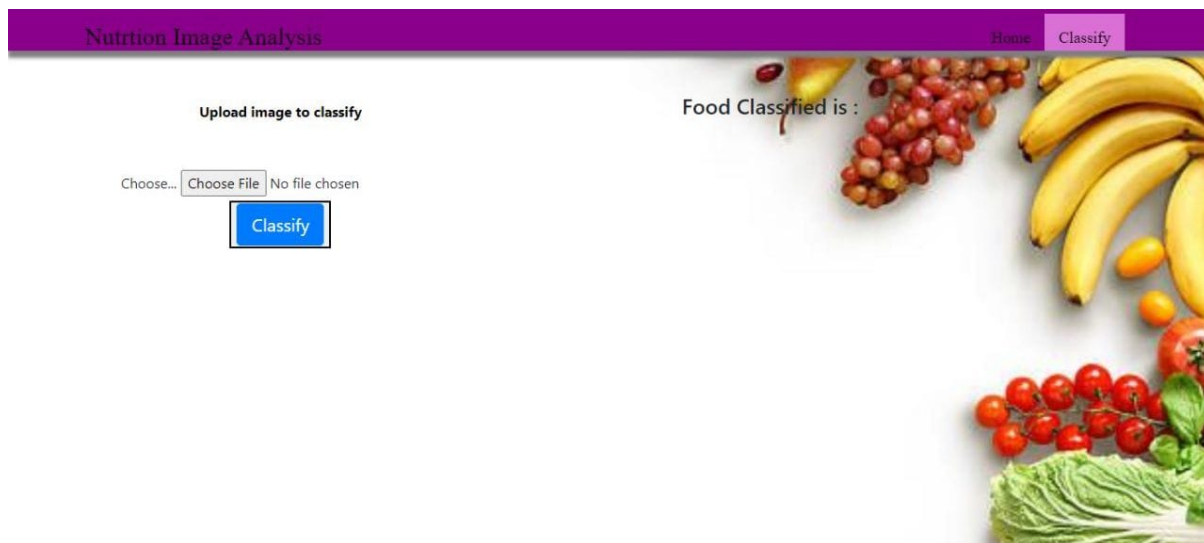 Nutrtion Image Analysis
Home Classify
Upload image to classify
Food Classified is :
Choose... Choose File No file chosen
Classify